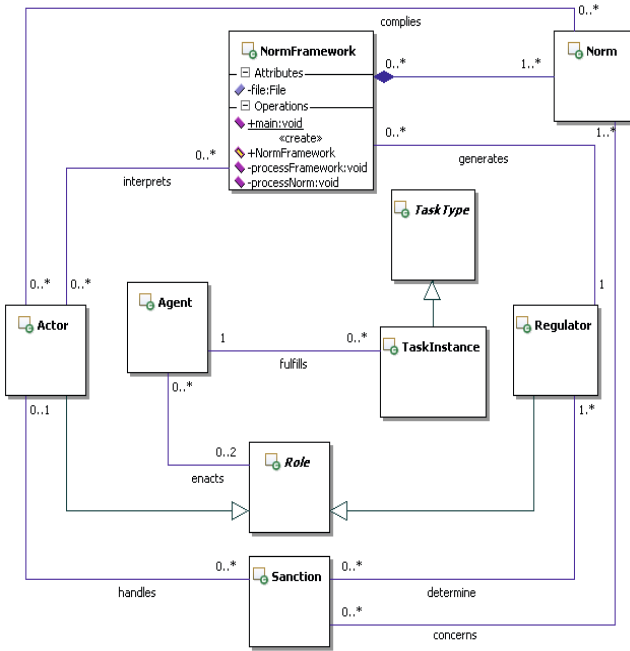 complies
0..*
NormFramework
Attributes
-file:File
Operations
+main:void
«create»
+NormFramework
-processFramework:void
-processNorm:void
0..*
1..*
Norm
0..*
generates
1..*
0..*
interprets
TaskType
0..*
0..*
1
Actor
Agent
1
0..*
TaskInstance
Regulator
fulfills
0..1
0..*
1.*
0..2
enacts
Role
0..*
Sanction
0..*
handles
determine
0..*
concerns